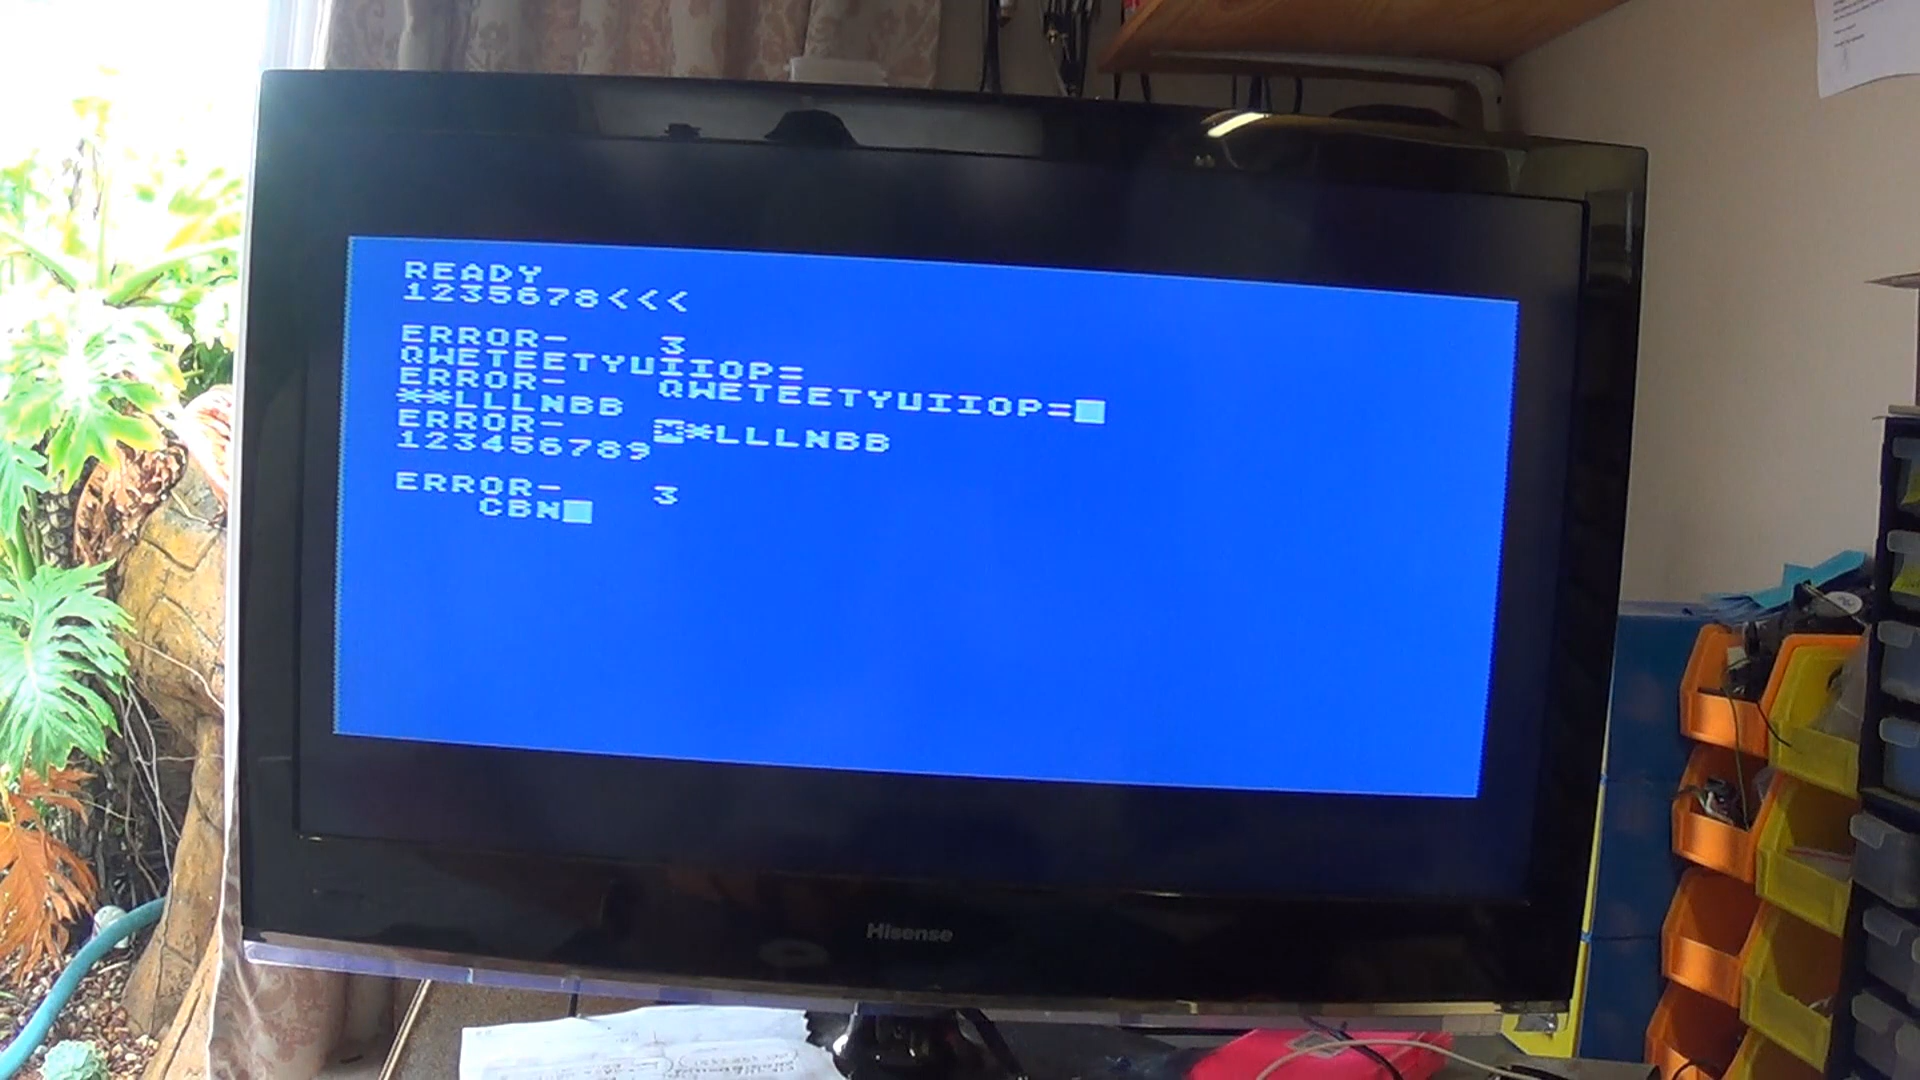 READY
1235678<<<
ERROR-    3
QWETEETYUIIOP=
ERROR-    QWETEETYUIIOP=
**LLLNBB
ERROR-    **LLLNBB
123456789
ERROR-    3
CBN
Hisense